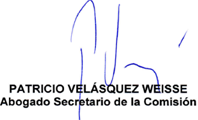 PATRICIO VELÁSQUEZ WEISSE
Abogado Secretario de la Comisión